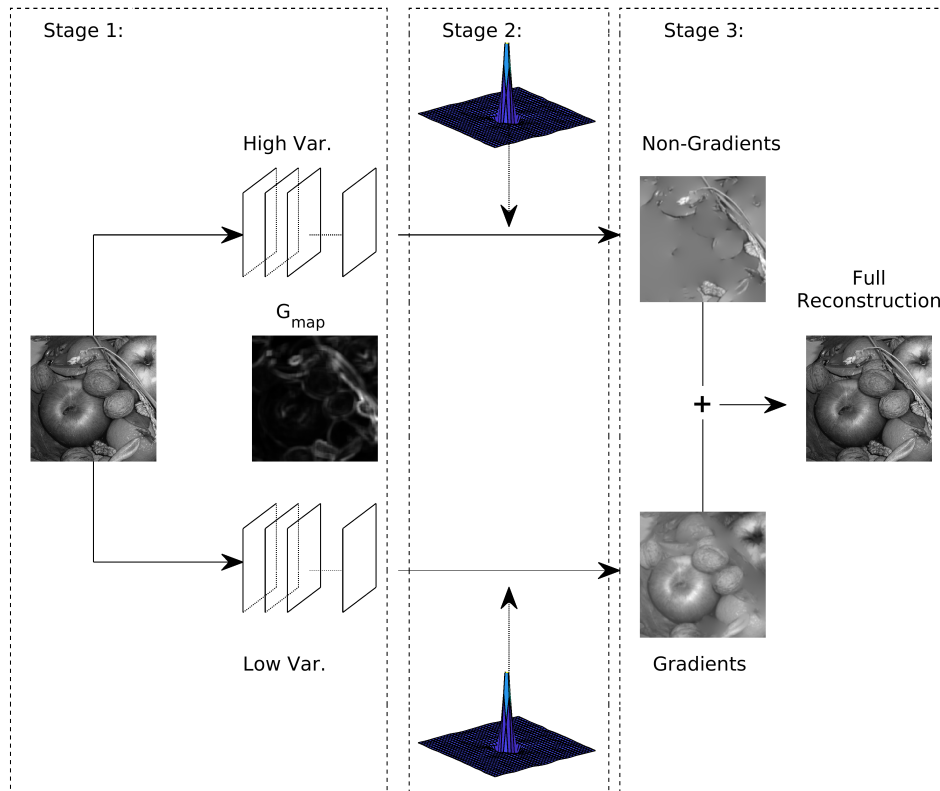 Stage 1:
Stage 2:
Stage 3:
High Var.
Non-Gradients
G_map
Full
Reconstruction
+
Low Var.
Gradients